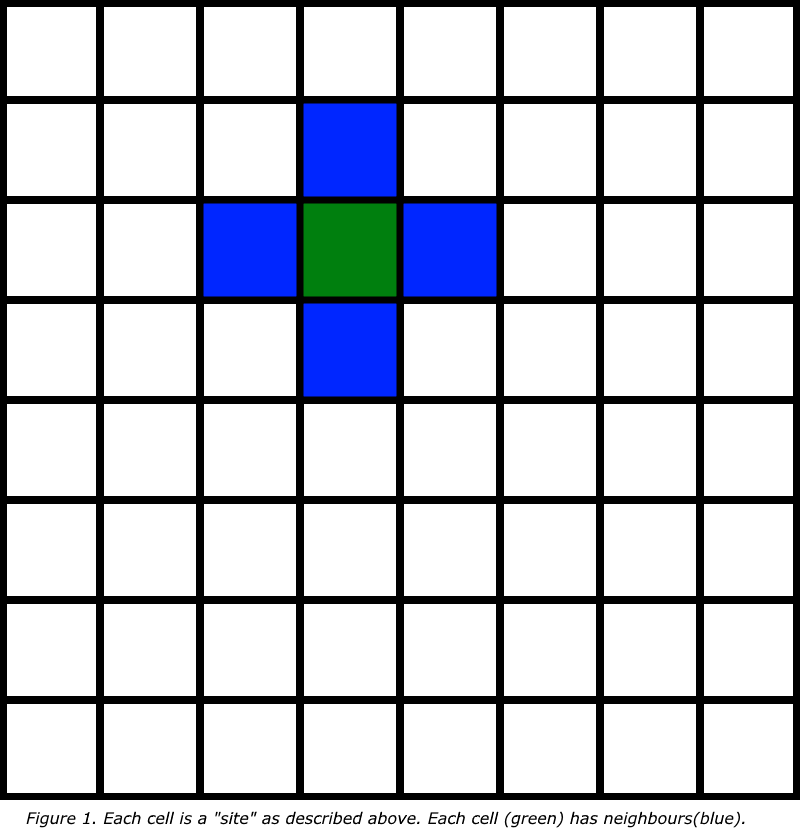 Figure 1. Each cell is a "site" as described above. Each cell (green) has neighbours(blue).